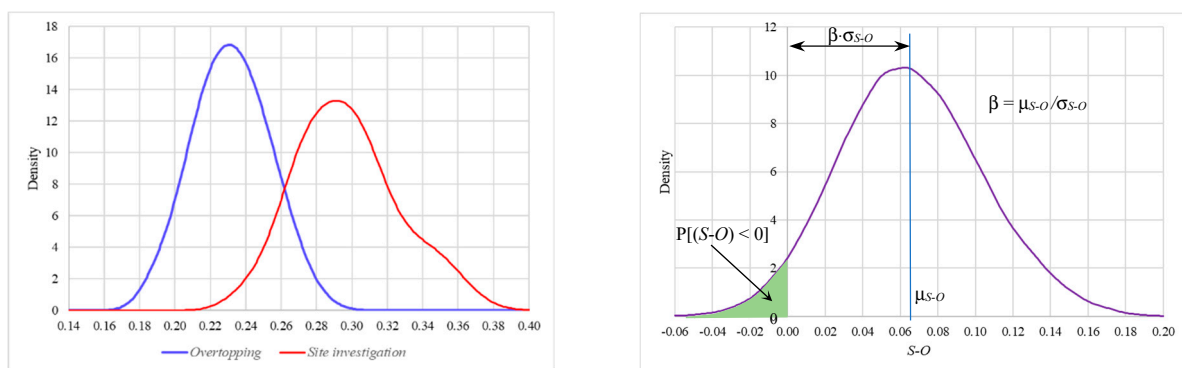 18
16
14
12
10
8
6
4
2
0
Density
0.14 0.16 0.18 0.20 0.22 0.24 0.26 0.28 0.30 0.32 0.34 0.36 0.38 0.40
Overtopping Site investigation
12
10
8
6
4
2
0
Density
β·σS-O
β = μS-O/σS-O
P[(S-O) < 0]
μS-O
-0.06 -0.04 -0.02 0.00 0.02 0.04 0.06 0.08 0.10 0.12 0.14 0.16 0.18 0.20
S-O